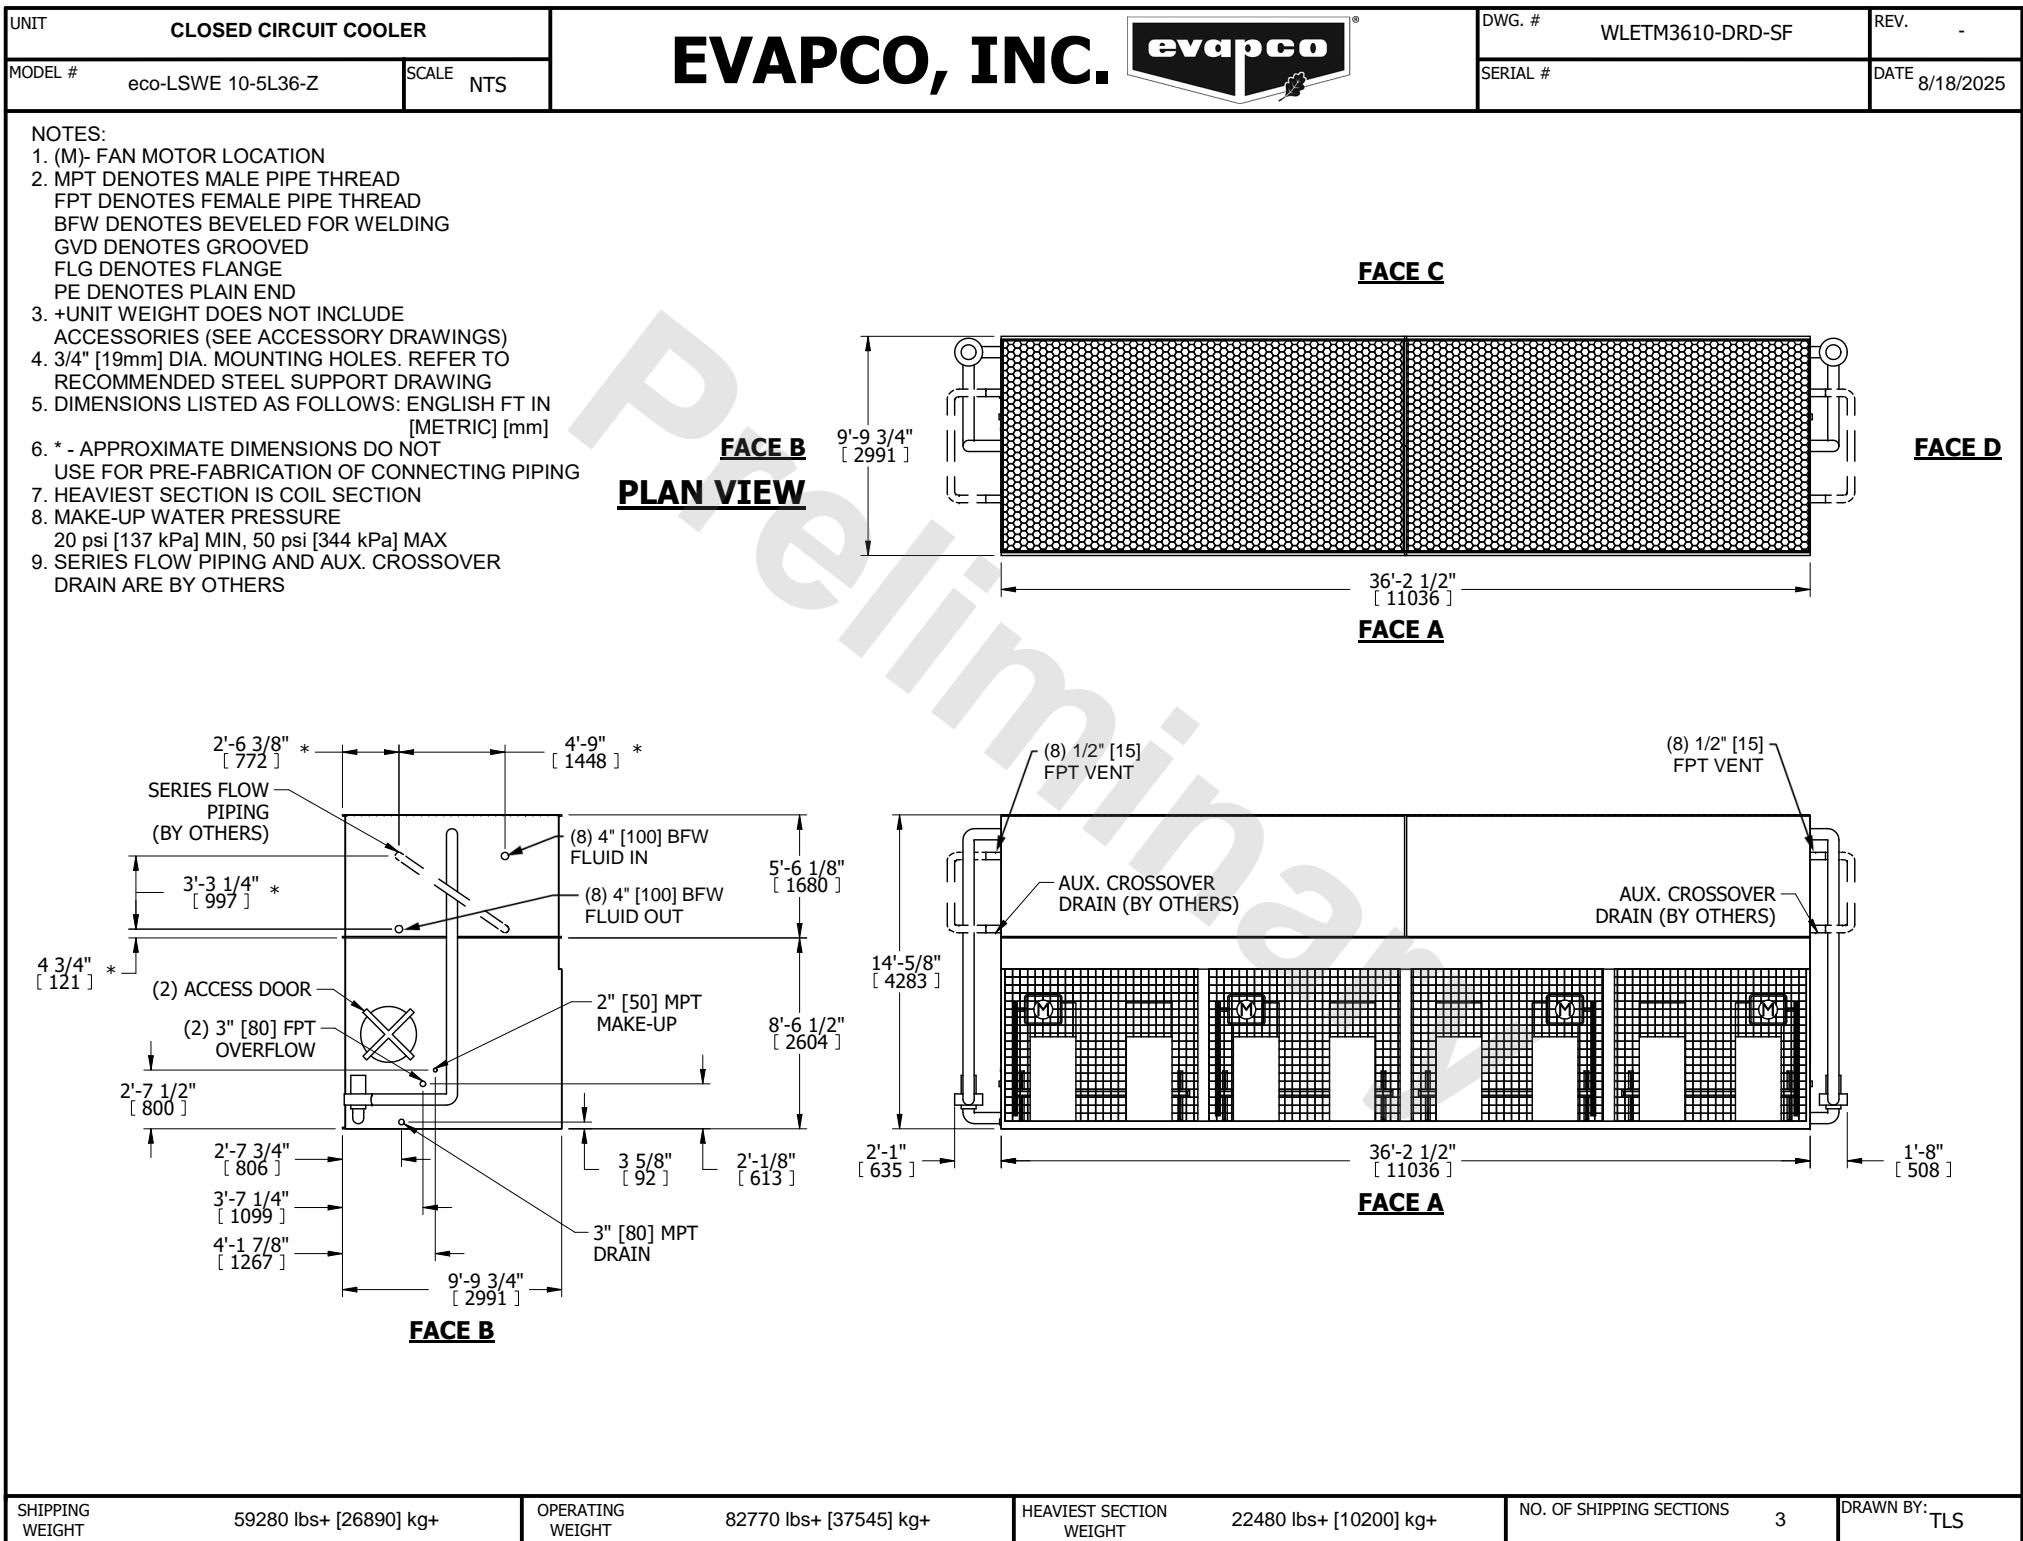 UNIT
CLOSED CIRCUIT COOLER
MODEL #
eco-LSWE 10-5L36-Z
SCALE
NTS
EVAPCO, INC.
evapco
®
DWG. #
WLETM3610-DRD-SF
REV.
-
SERIAL #
DATE
8/18/2025
NOTES:
1. (M)- FAN MOTOR LOCATION
2. MPT DENOTES MALE PIPE THREAD
FPT DENOTES FEMALE PIPE THREAD
BFW DENOTES BEVELED FOR WELDING
GVD DENOTES GROOVED
FLG DENOTES FLANGE
PE DENOTES PLAIN END
3. +UNIT WEIGHT DOES NOT INCLUDE
ACCESSORIES (SEE ACCESSORY DRAWINGS)
4. 3/4" [19mm] DIA. MOUNTING HOLES. REFER TO
RECOMMENDED STEEL SUPPORT DRAWING
5. DIMENSIONS LISTED AS FOLLOWS: ENGLISH FT IN
[METRIC] [mm]
6. * - APPROXIMATE DIMENSIONS DO NOT
USE FOR PRE-FABRICATION OF CONNECTING PIPING
7. HEAVIEST SECTION IS COIL SECTION
8. MAKE-UP WATER PRESSURE
20 psi [137 kPa] MIN, 50 psi [344 kPa] MAX
9. SERIES FLOW PIPING AND AUX. CROSSOVER
DRAIN ARE BY OTHERS
Preliminary
FACE C
FACE B
PLAN VIEW
9'-9 3/4"
[ 2991 ]
FACE D
36'-2 1/2"
[ 11036 ]
FACE A
2'-6 3/8" *
[ 772 ]
4'-9" *
[ 1448 ]
SERIES FLOW
PIPING
(BY OTHERS)
(8) 4" [100] BFW
FLUID IN
3'-3 1/4" *
[ 997 ]
(8) 4" [100] BFW
FLUID OUT
5'-6 1/8"
[ 1680 ]
4 3/4" *
[ 121 ]
(2) ACCESS DOOR
(2) 3" [80] FPT
OVERFLOW
2" [50] MPT
MAKE-UP
8'-6 1/2"
[ 2604 ]
2'-7 1/2"
[ 800 ]
2'-7 3/4"
[ 806 ]
3 5/8"
[ 92 ]
2'-1/8"
[ 613 ]
3'-7 1/4"
[ 1099 ]
3" [80] MPT
DRAIN
4'-1 7/8"
[ 1267 ]
9'-9 3/4"
[ 2991 ]
FACE B
(8) 1/2" [15]
FPT VENT
(8) 1/2" [15]
FPT VENT
AUX. CROSSOVER
DRAIN (BY OTHERS)
AUX. CROSSOVER
DRAIN (BY OTHERS)
14'-5/8"
[ 4283 ]
M
M
M
M
2'-1"
[ 635 ]
36'-2 1/2"
[ 11036 ]
1'-8"
[ 508 ]
FACE A
SHIPPING
WEIGHT
59280 lbs+ [26890] kg+
OPERATING
WEIGHT
82770 lbs+ [37545] kg+
HEAVIEST SECTION
WEIGHT
22480 lbs+ [10200] kg+
NO. OF SHIPPING SECTIONS
3
DRAWN BY:
TLS